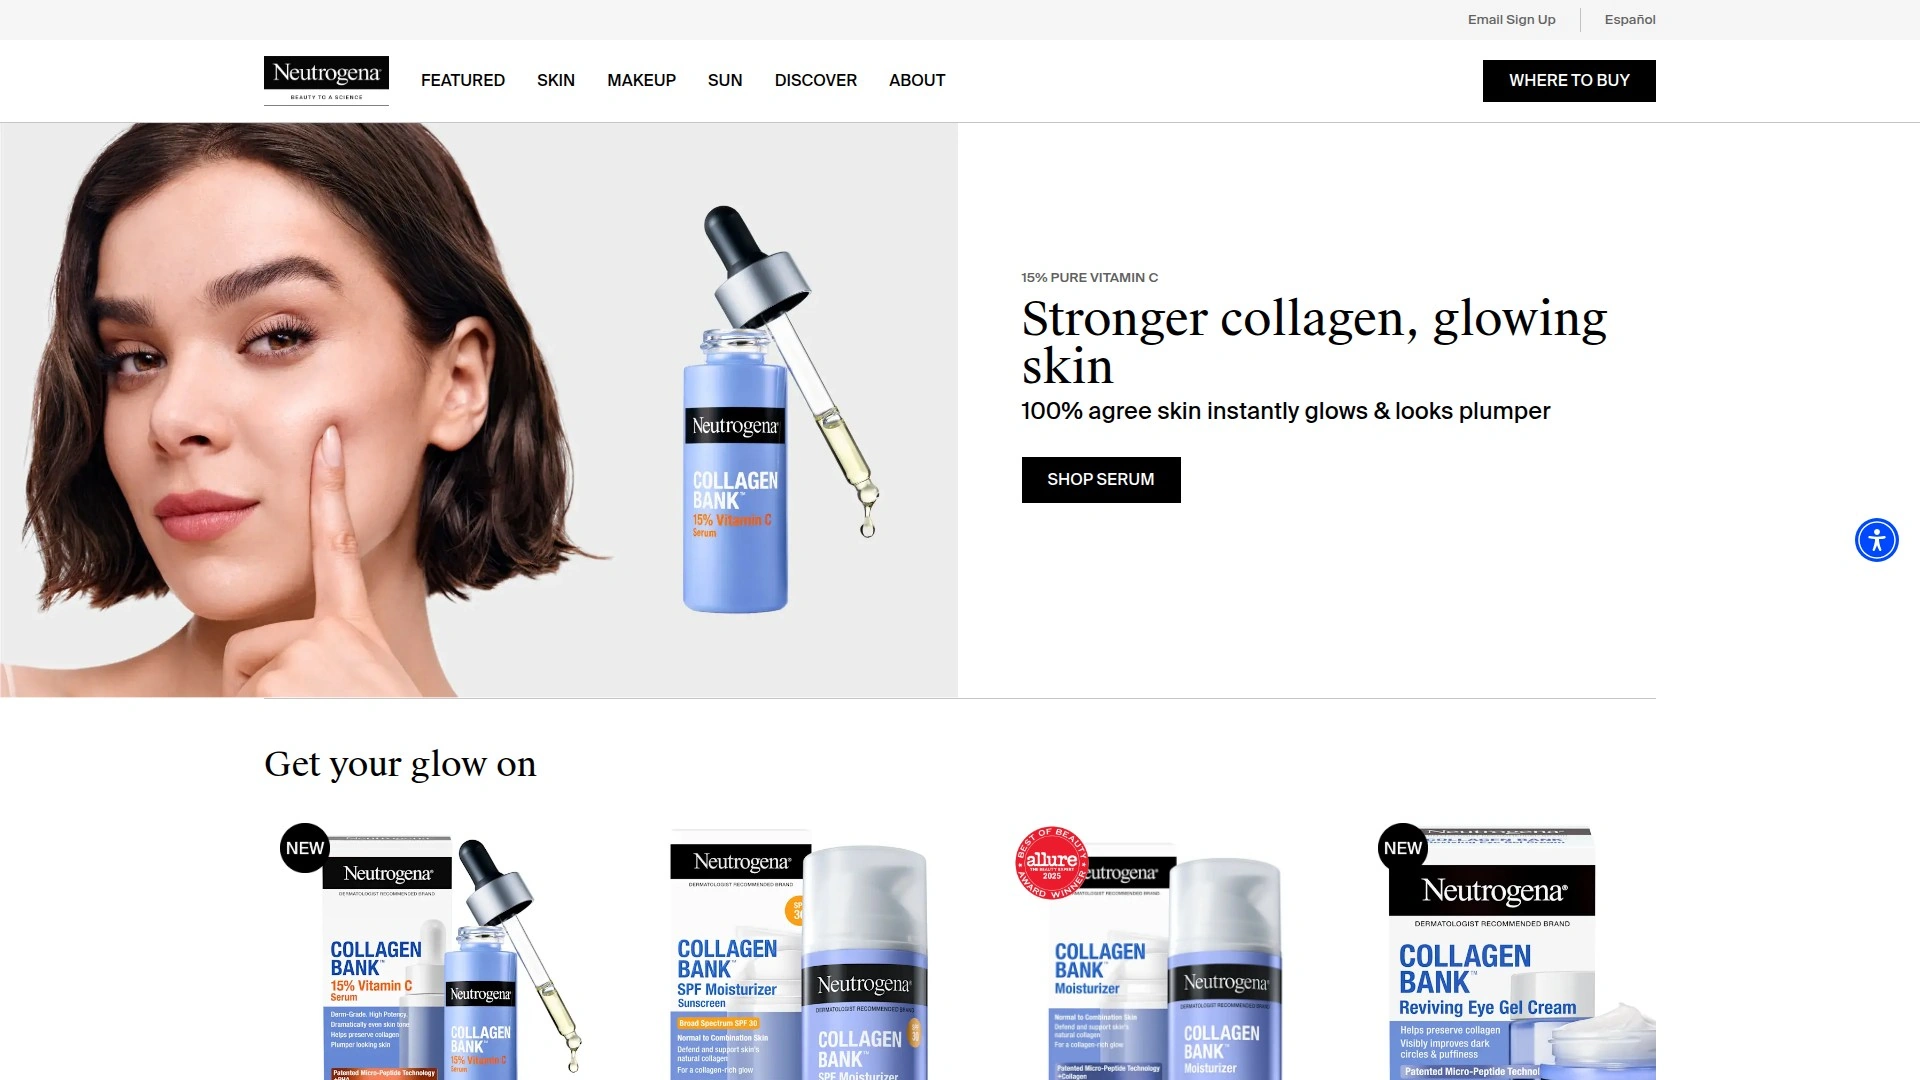 Email Sign Up
Español
Neutrogena
BEAUTY TO A SCIENCE
FEATURED
SKIN
MAKEUP
SUN
DISCOVER
ABOUT
WHERE TO BUY
Neutrogena
COLLAGEN
BANK™
15% Vitamin C
Serum
15% PURE VITAMIN C
Stronger collagen, glowing
skin
100% agree skin instantly glows & looks plumper
SHOP SERUM
Get your glow on
NEW
Neutrogena®
DERMATOLOGIST RECOMMENDED BRAND
COLLAGEN
BANK™
15% Vitamin C
Serum
Derm-Grade. High Potency.
Dramatically even skin tone
Helps preserve collagen
Plumper looking skin
Patented Micro-Peptide Technology
Neutrogena
COLLAGEN
BANK™
15% Vitamin C
Serum
Neutrogena®
DERMATOLOGIST RECOMMENDED BRAND
COLLAGEN
BANK™
SPF Moisturizer
Sunscreen
Broad Spectrum SPF 30
Normal to Combination Skin
Defend and support skin's
natural collagen
For a collagen-rich glow
Neutrogena®
DERMATOLOGIST RECOMMENDED BRAND
COLLAGEN
BANK™
SPF Moisturizer
30
BEST OF BEAUTY
allure
THE BEAUTY EXPERT
2025
AWARD WINNER
eutrogena®
COLLAGEN
BANK™
Moisturizer
Normal to Combination Skin
Defend and support skin's
natural collagen
For a collagen-rich glow
Patented Micro-Peptide Technology
+Collagen
Neutrogena®
DERMATOLOGIST RECOMMENDED BRAND
COLLAGEN
BANK™
Moisturizer
NEW
Neutrogena®
DERMATOLOGIST RECOMMENDED BRAND
COLLAGEN
BANK™
Reviving Eye Gel Cream
Helps preserve collagen
Visibly improves dark
circles & puffiness
Patented Micro-Peptide Technol